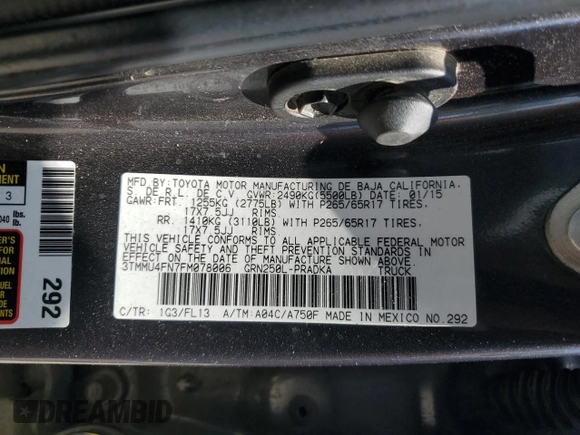 MFD.BY:TOYOTA MOTOR MANUFACTURING DE BAJA CALIFORNIA.
S. DE R.L. DE C.V. GVWR:2490KG(5500LB) DATE: 01/15
GAWR:FRT. 1255KG (2775LB) WITH P265/65R17 TIRES.
17X7.5JJ RIMS
RR. 1410KG (3110LB) WITH P265/65R17 TIRES.
17X7.5JJ RIMS
THIS VEHICLE CONFORMS TO ALL APPLICABLE FEDERAL MOTOR
VEHICLE SAFETY AND THEFT PREVENTION STANDARDS IN
EFFECT ON THE DATE OF MANUFACTURE SHOWN ABOVE.
3TMMU4FN7FM078006 GRN250L-PRADKA
TRUCK
C/TR: 1G3/FL13 A/TM:A04C/A750F MADE IN MEXICO NO.292
3
lbs.
kg.
292
DREAMBID